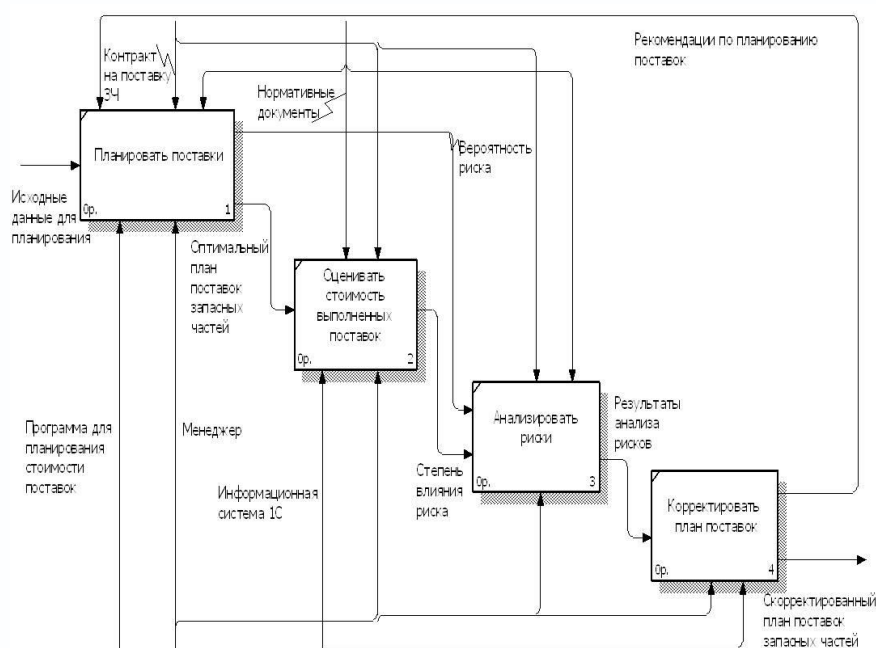 Рекомендации по планированию
поставок
Контракт
на поставку
ЗЧ
Нормативные
документы
Вероятность
риска
Планировать поставки
0р.
1
Исходные
данные для
планирования
Оптимальный
план
поставок
запасных
частей
Оценивать
стоимость
выполненных
поставок
0р.
2
Анализировать
риски
0р.
3
Результаты
анализа
рисков
Программа для
планирования
стоимости
поставок
Менеджер
Информационная
система 1С
Степень
влияния
риска
Корректировать
план поставок
0р.
4
Скорректированный
план поставок
запасных частей